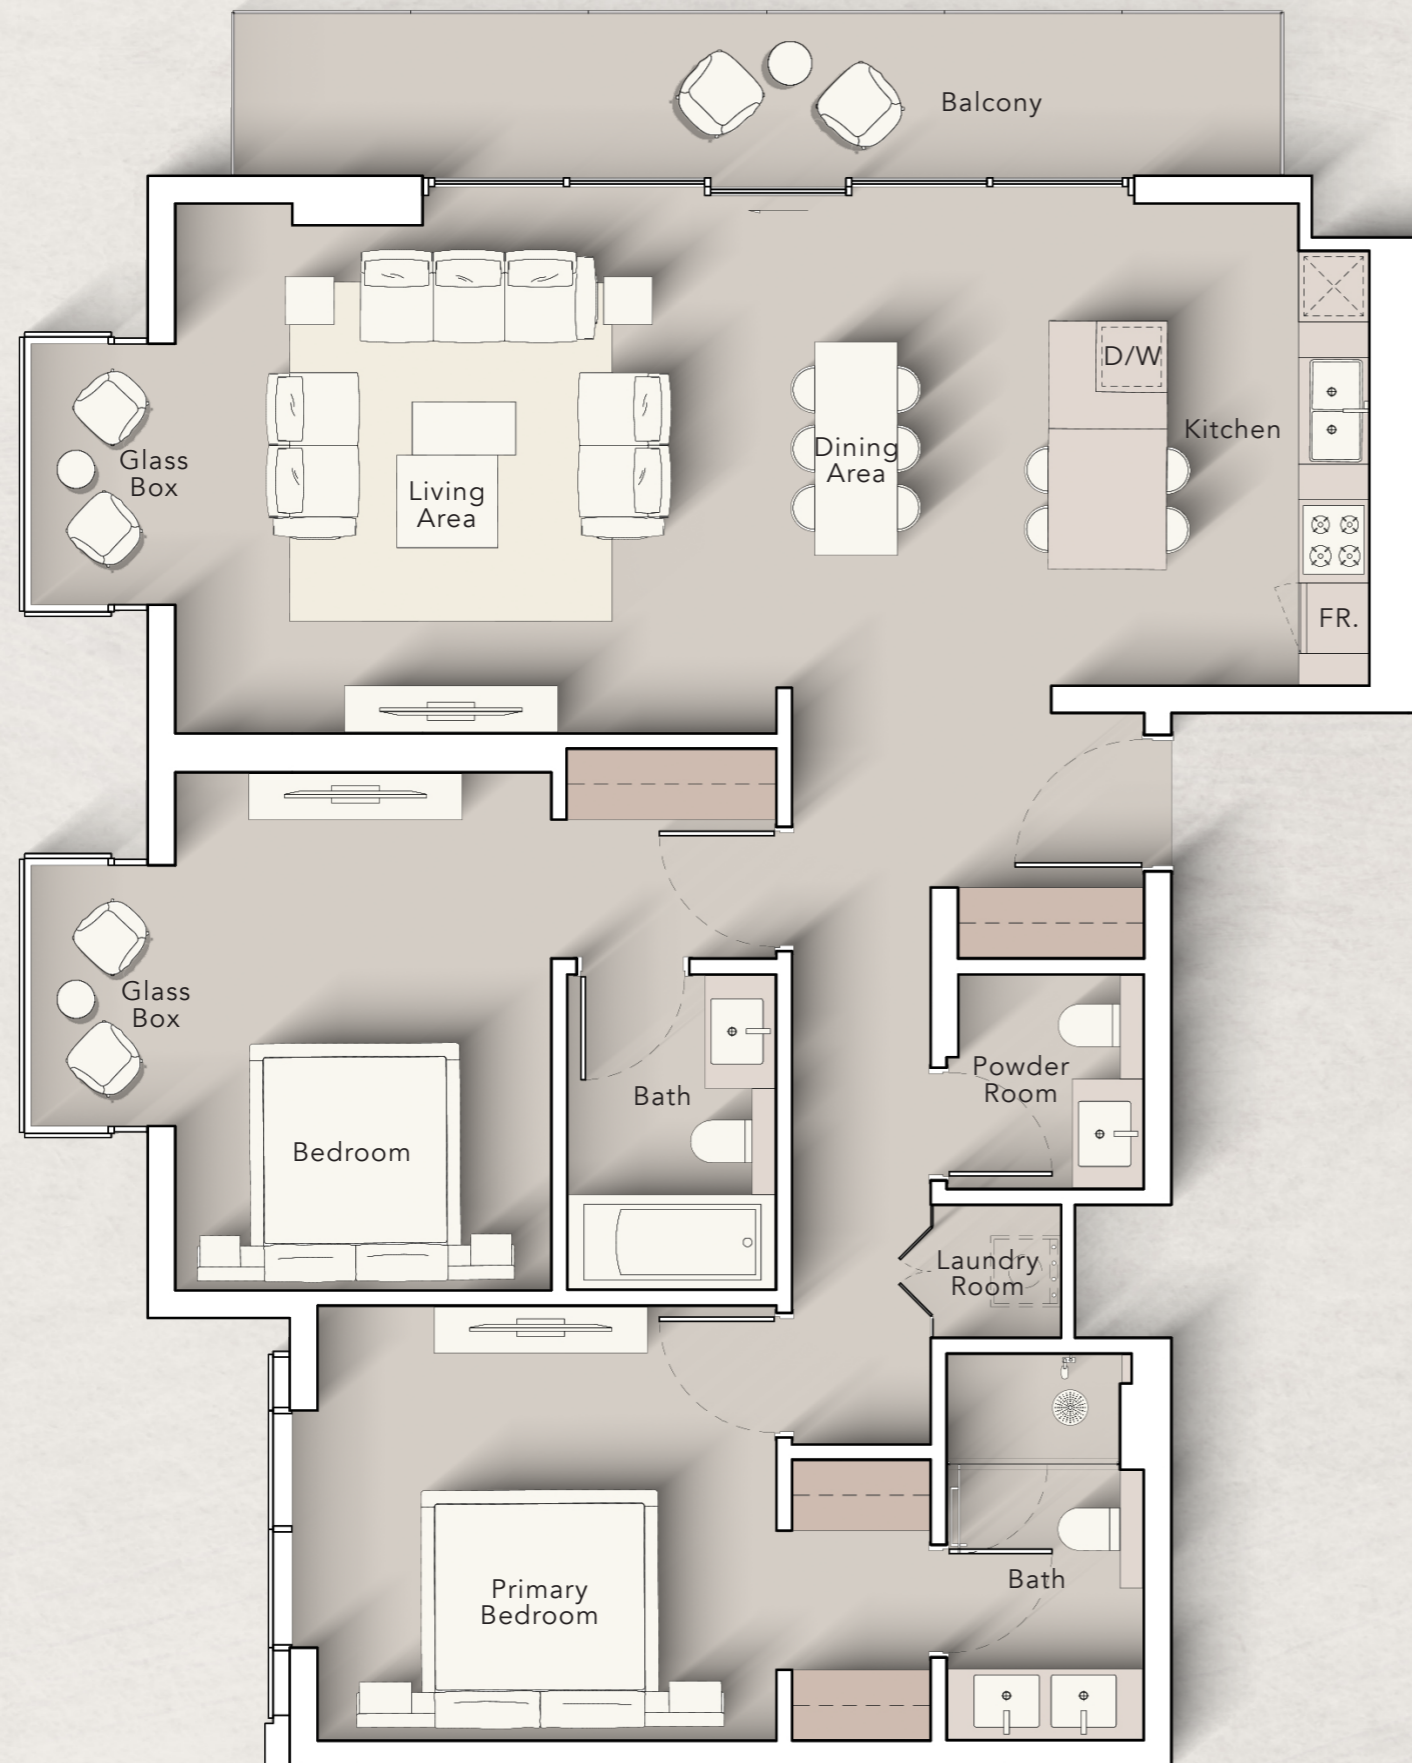 Balcony
D/W
Kitchen
Glass
Box
Dining
Area
Living
Area
FR.
Glass
Box
Powder
Room
Bath
Bedroom
Laundry
Room
Bath
Primary
Bedroom